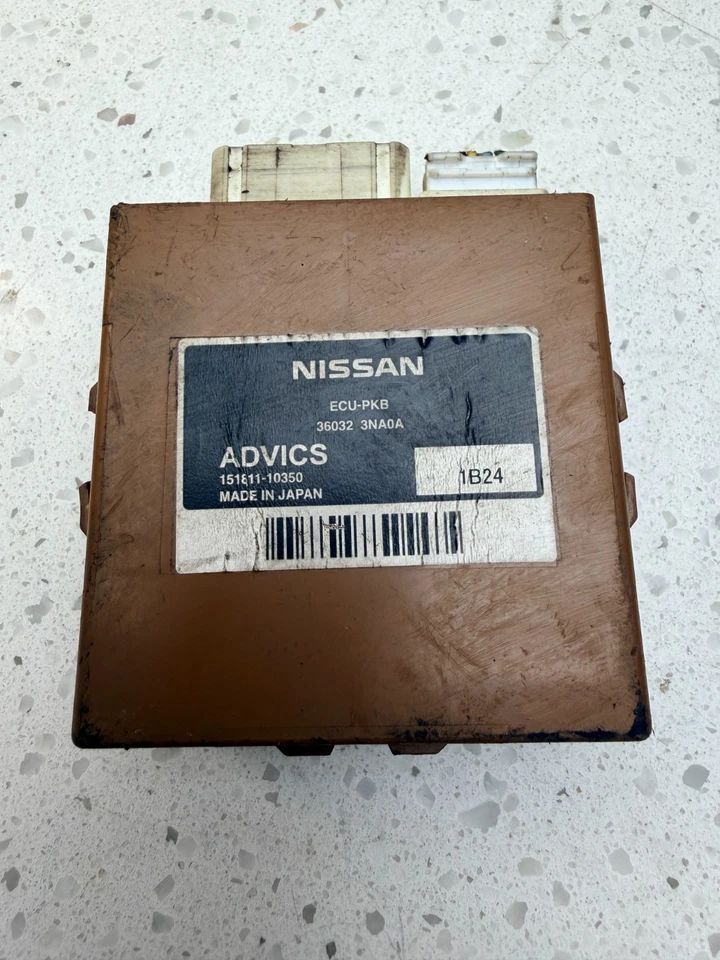 NISSAN
ECU-PKB
36032 3NA0A
ADVICS
151811-10350
1B24
MADE IN JAPAN